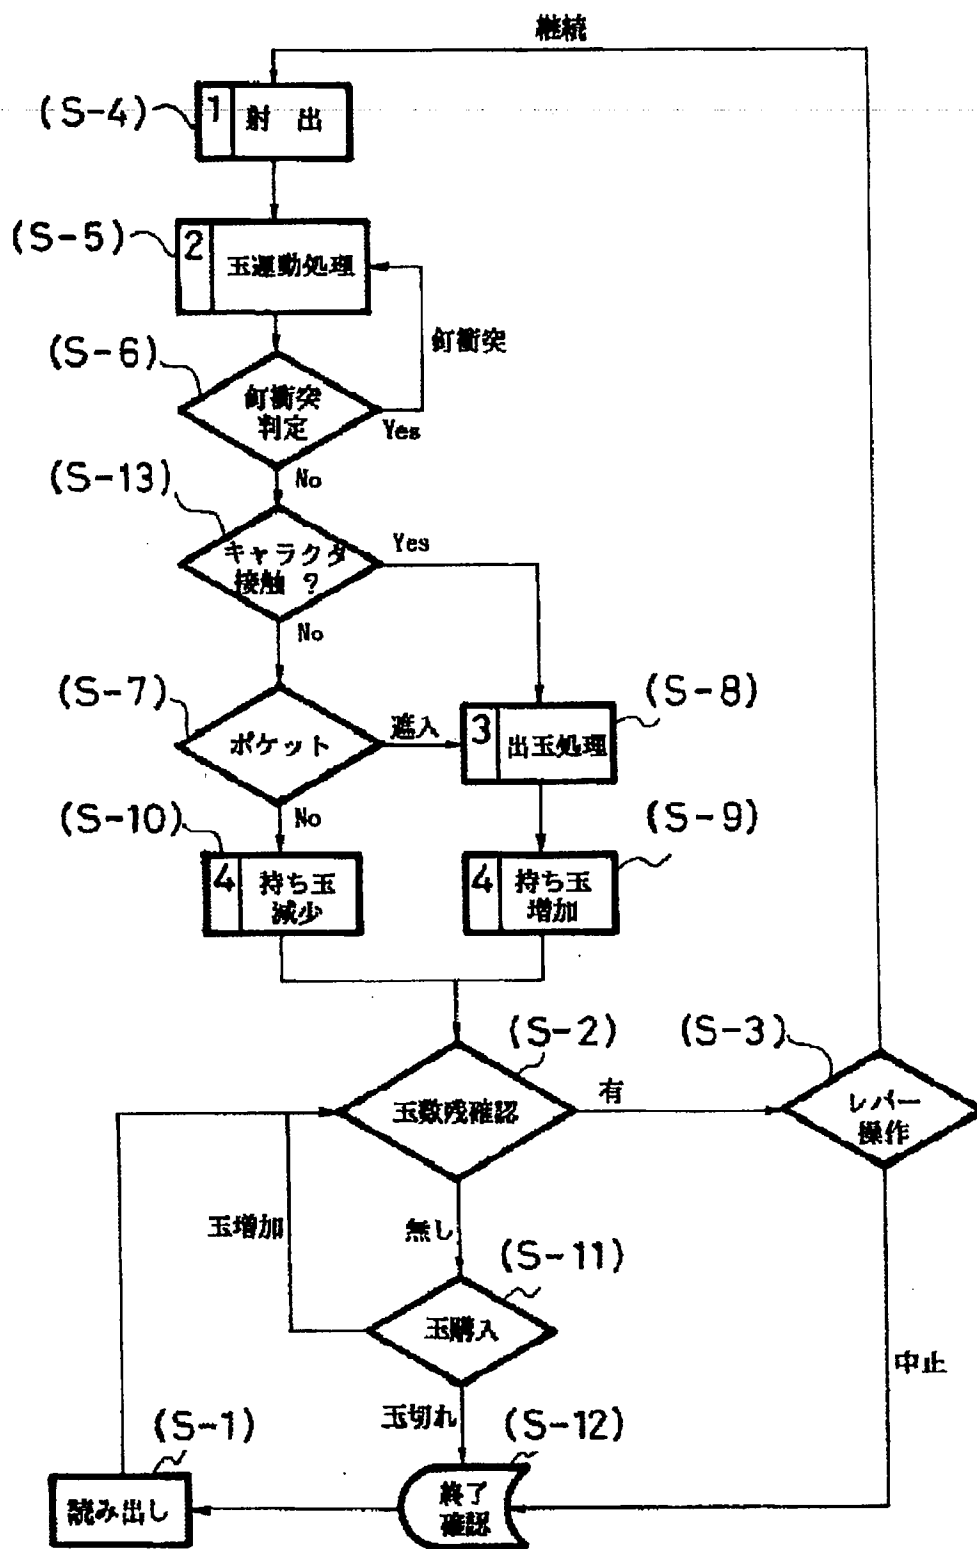 継続
(S-4)
1 射 出
(S-5)
2 玉運動処理
釘衝突
(S-6)
釘衝突
判定
Yes
No
(S-13)
キャラクタ
接触 ?
Yes
No
(S-7)
ポケット
進入
(S-8)
3 出玉処理
No
(S-10)
4 持ち玉
減少
(S-9)
4 持ち玉
増加
(S-2)
玉数残確認
有
(S-3)
レバー
操作
玉増加
無し
(S-11)
玉購入
中止
玉切れ
(S-1)
読み出し
(S-12)
終了
確認